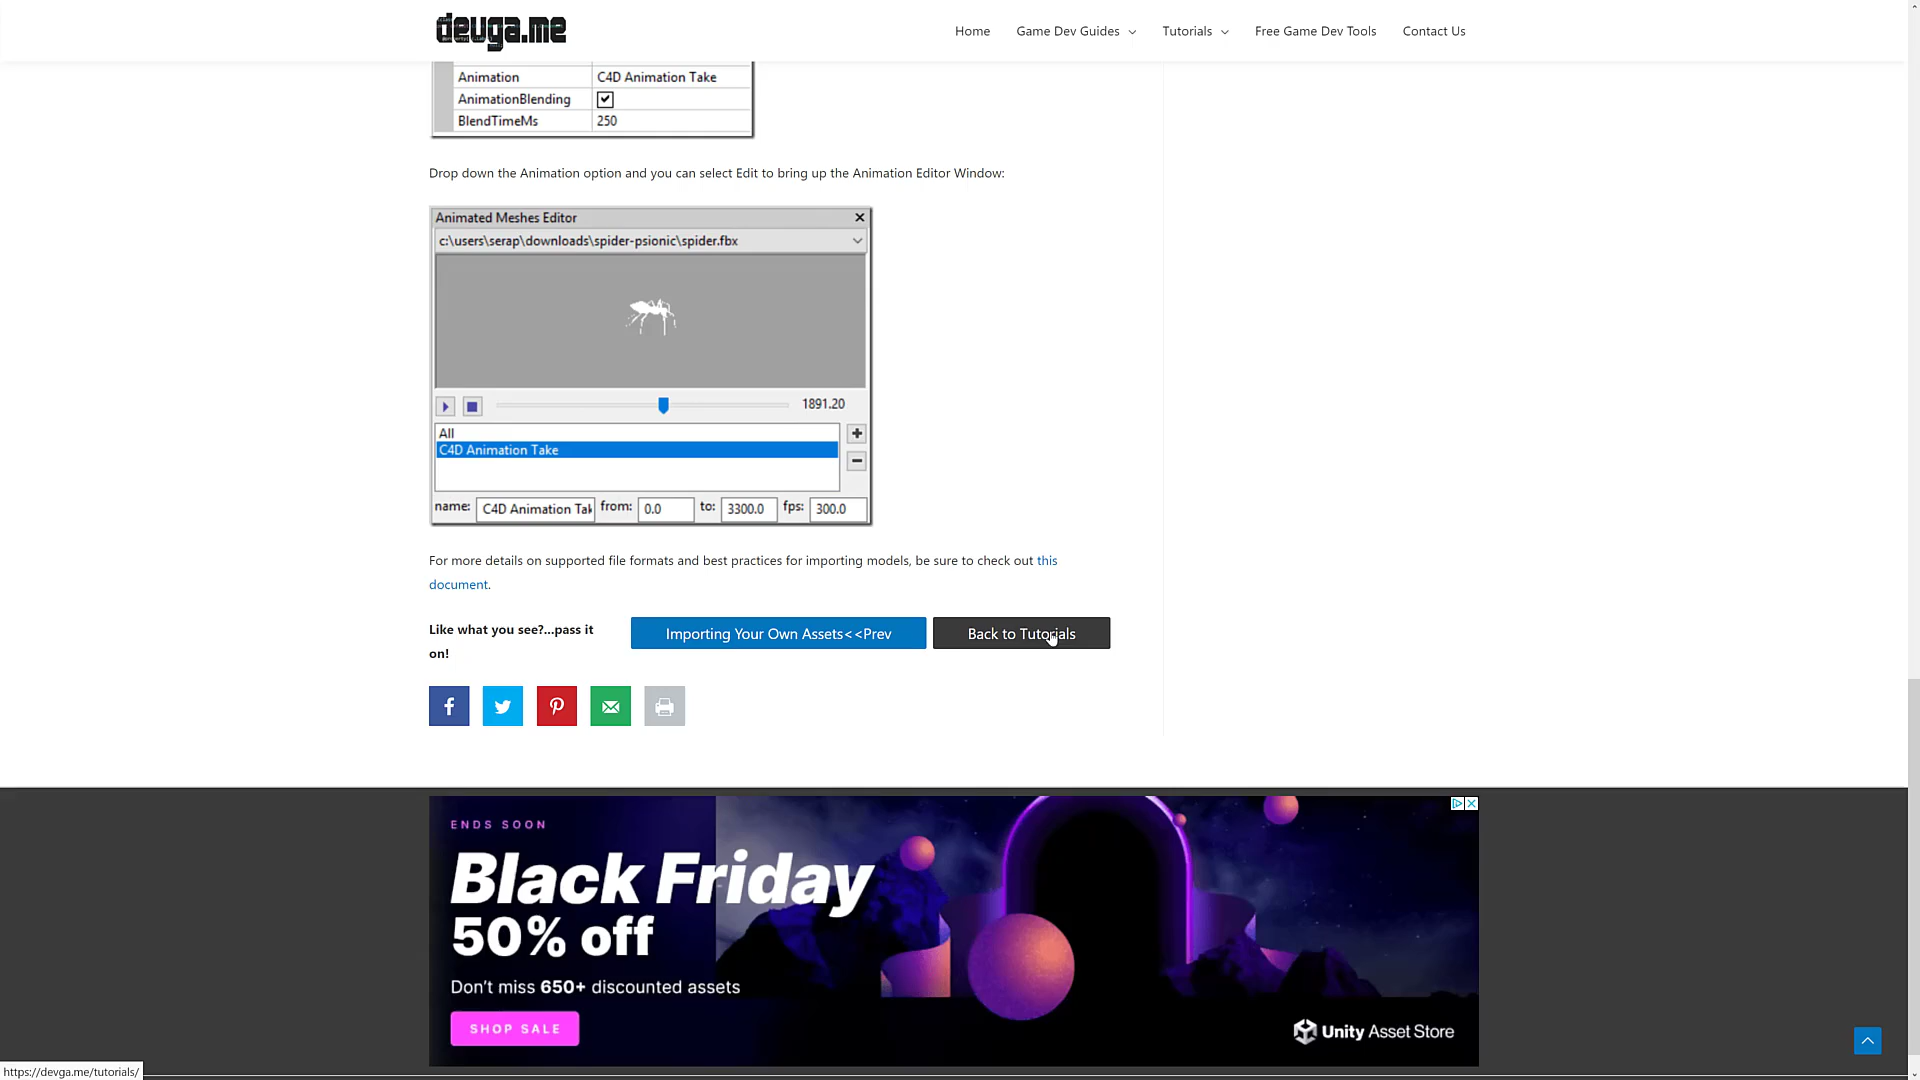 devga.me
Home
Game Dev Guides
Tutorials
Free Game Dev Tools
Contact Us
Animation
C4D Animation Take
AnimationBlending
BlendTimeMs
250
Drop down the Animation option and you can select Edit to bring up the Animation Editor Window:
Animated Meshes Editor
c:\users\serap\downloads\spider-psionic\spider.fbx
1891.20
All
C4D Animation Take
name: C4D Animation Tak from: 0.0 to: 3300.0 fps: 300.0
For more details on supported file formats and best practices for importing models, be sure to check out this
document.
Like what you see?...pass it
on!
Importing Your Own Assets<<Prev
Back to Tutorials
ENDS SOON
Black Friday
50% off
Don't miss 650+ discounted assets
SHOP SALE
Unity Asset Store
https://devga.me/tutorials/